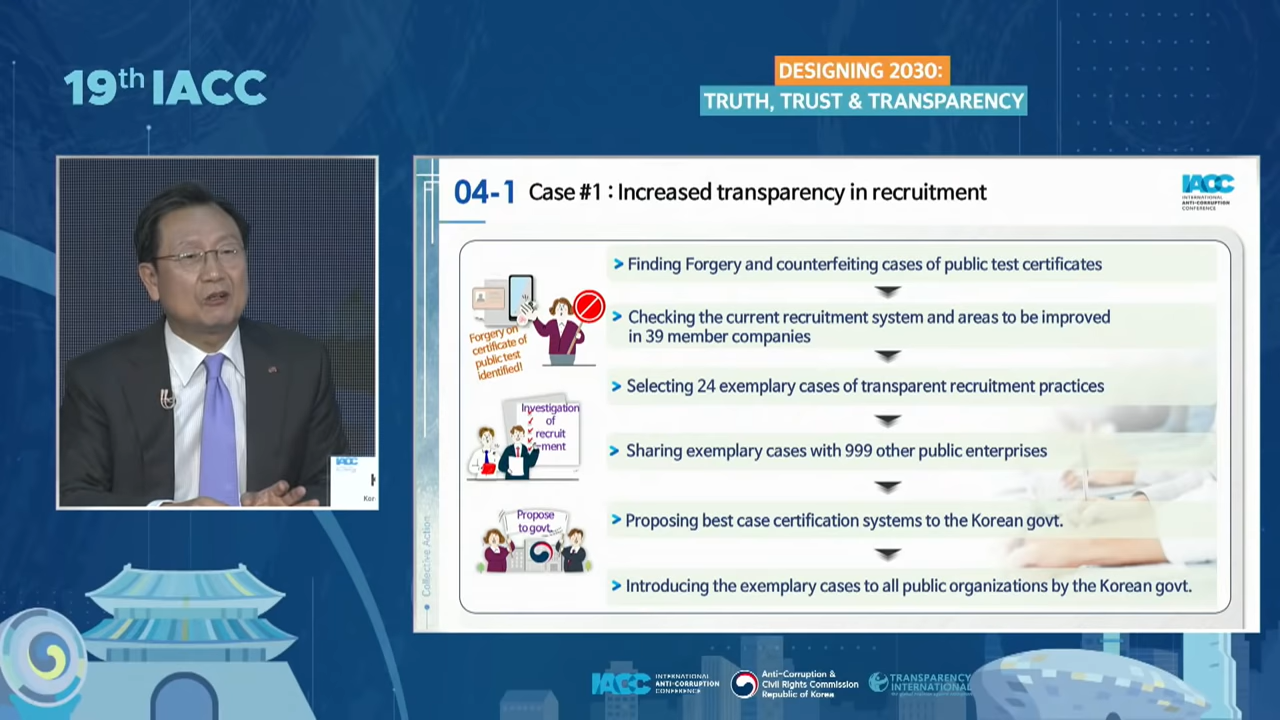 19th IACC
DESIGNING 2030:
TRUTH, TRUST & TRANSPARENCY
04-1 Case #1 : Increased transparency in recruitment
IACC
INTERNATIONAL
ANTI-CORRUPTION
CONFERENCE
> Finding Forgery and counterfeiting cases of public test certificates
Forgery on
certificate of
public test
identified!
> Checking the current recruitment system and areas to be improved
in 39 member companies
> Selecting 24 exemplary cases of transparent recruitment practices
Investigation
of
recruit
-ment
> Sharing exemplary cases with 999 other public enterprises
Propose
to govt.
> Proposing best case certification systems to the Korean govt.
> Introducing the exemplary cases to all public organizations by the Korean govt.
Collective Action
IACC
Kor
IACC
INTERNATIONAL
ANTI-CORRUPTION
CONFERENCE
Anti-Corruption &
Civil Rights Commission
Republic of Korea
TRANSPARENCY
INTERNATIONAL